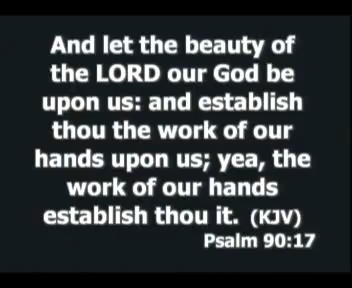 And let the beauty of
the LORD our God be
upon us: and establish
thou the work of our
hands upon us; yea, the
work of our hands
establish thou it. (KJV)
Psalm 90:17